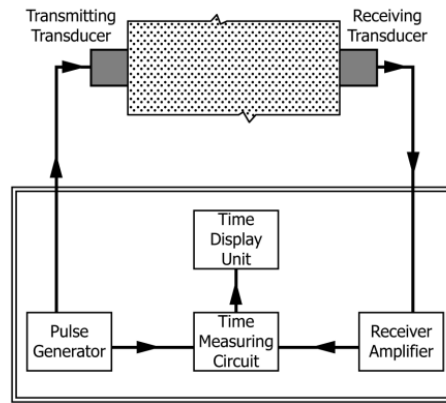 Transmitting
Transducer
Receiving
Transducer
Time
Display
Unit
Pulse
Generator
Time
Measuring
Circuit
Receiver
Amplifier